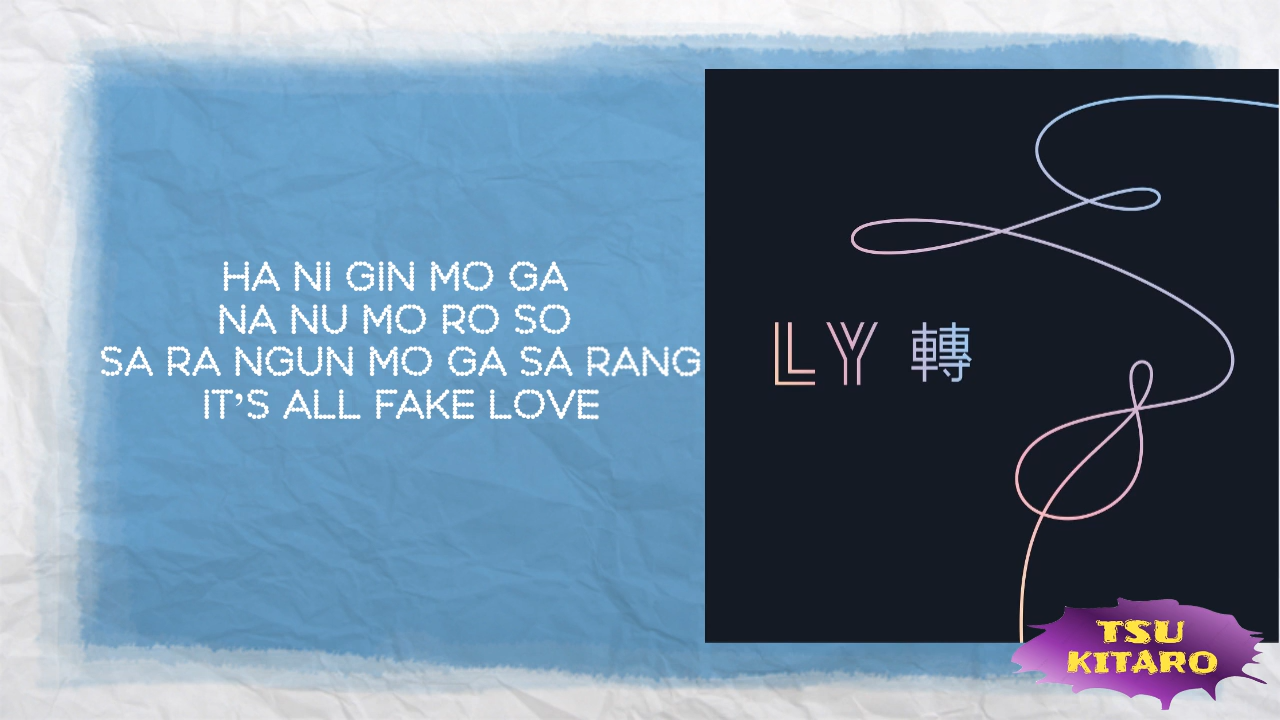 HA NI GIN MO GA
NA NU MO RO SO
SA RA NGUN MO GA SA RANG
IT'S ALL FAKE LOVE
LY 轉
TSU
KITARO